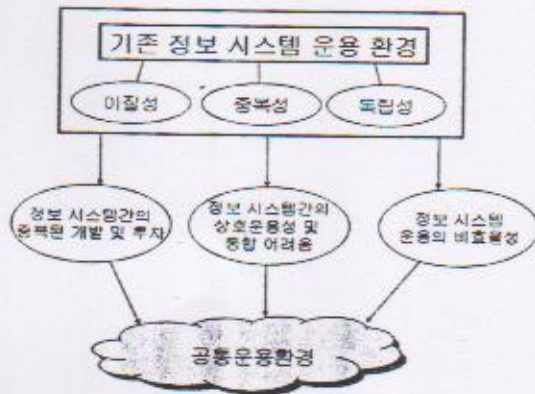 기존 정보 시스템 운용 환경
이질성
중복성
독립성
정보 시스템간의
중복된 개발 및 투자
정보 시스템간의
상호운용성 및
통합 어려움
정보 시스템
운용의 비효율성
공통운용환경